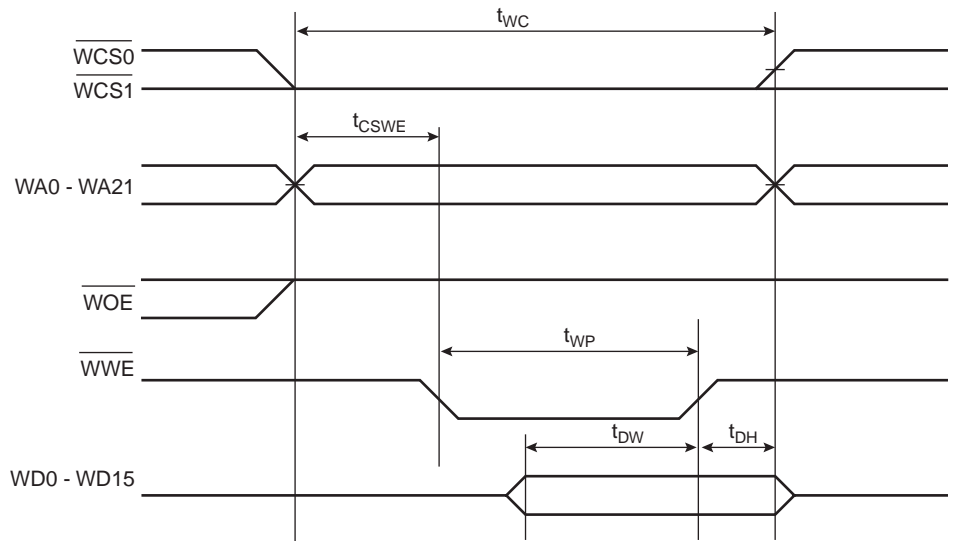 tWC
WCS0
WCS1
tCSWE
WA0 - WA21
WOE
tWP
WWE
tDW
tDH
WD0 - WD15